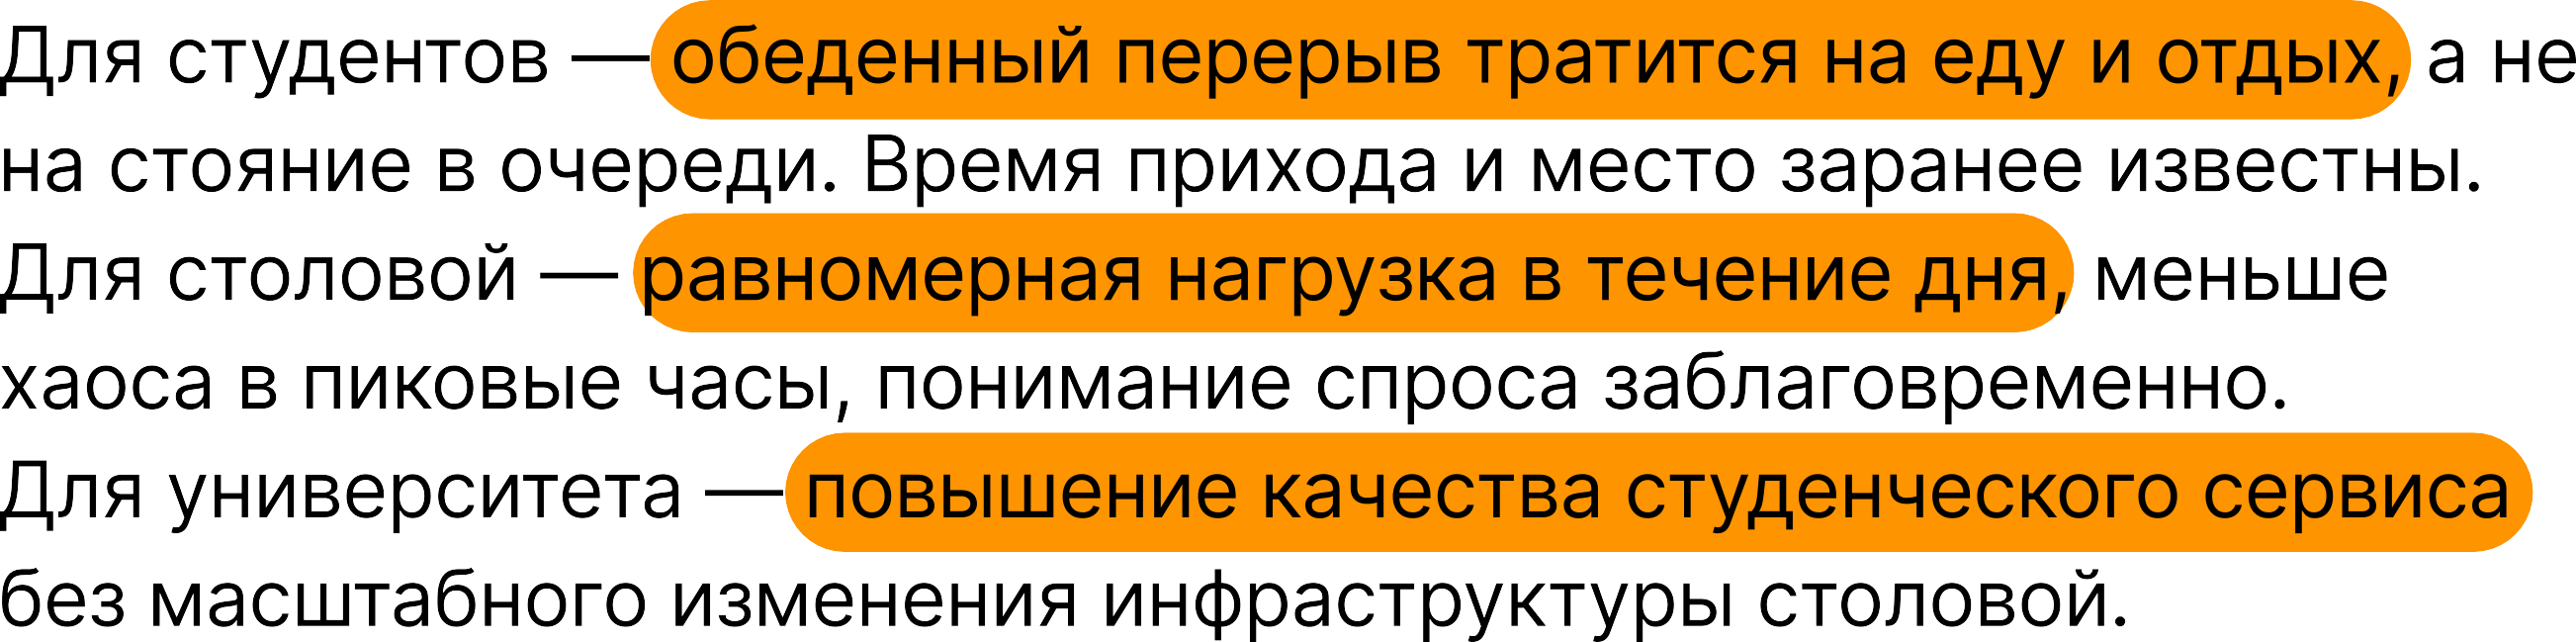 Для студентов — обеденный перерыв тратится на еду и отдых, а не
на стояние в очереди. Время прихода и место заранее известны.
Для столовой — равномерная нагрузка в течение дня, меньше
хаоса в пиковые часы, понимание спроса заблаговременно.
Для университета — повышение качества студенческого сервиса
без масштабного изменения инфраструктуры столовой.